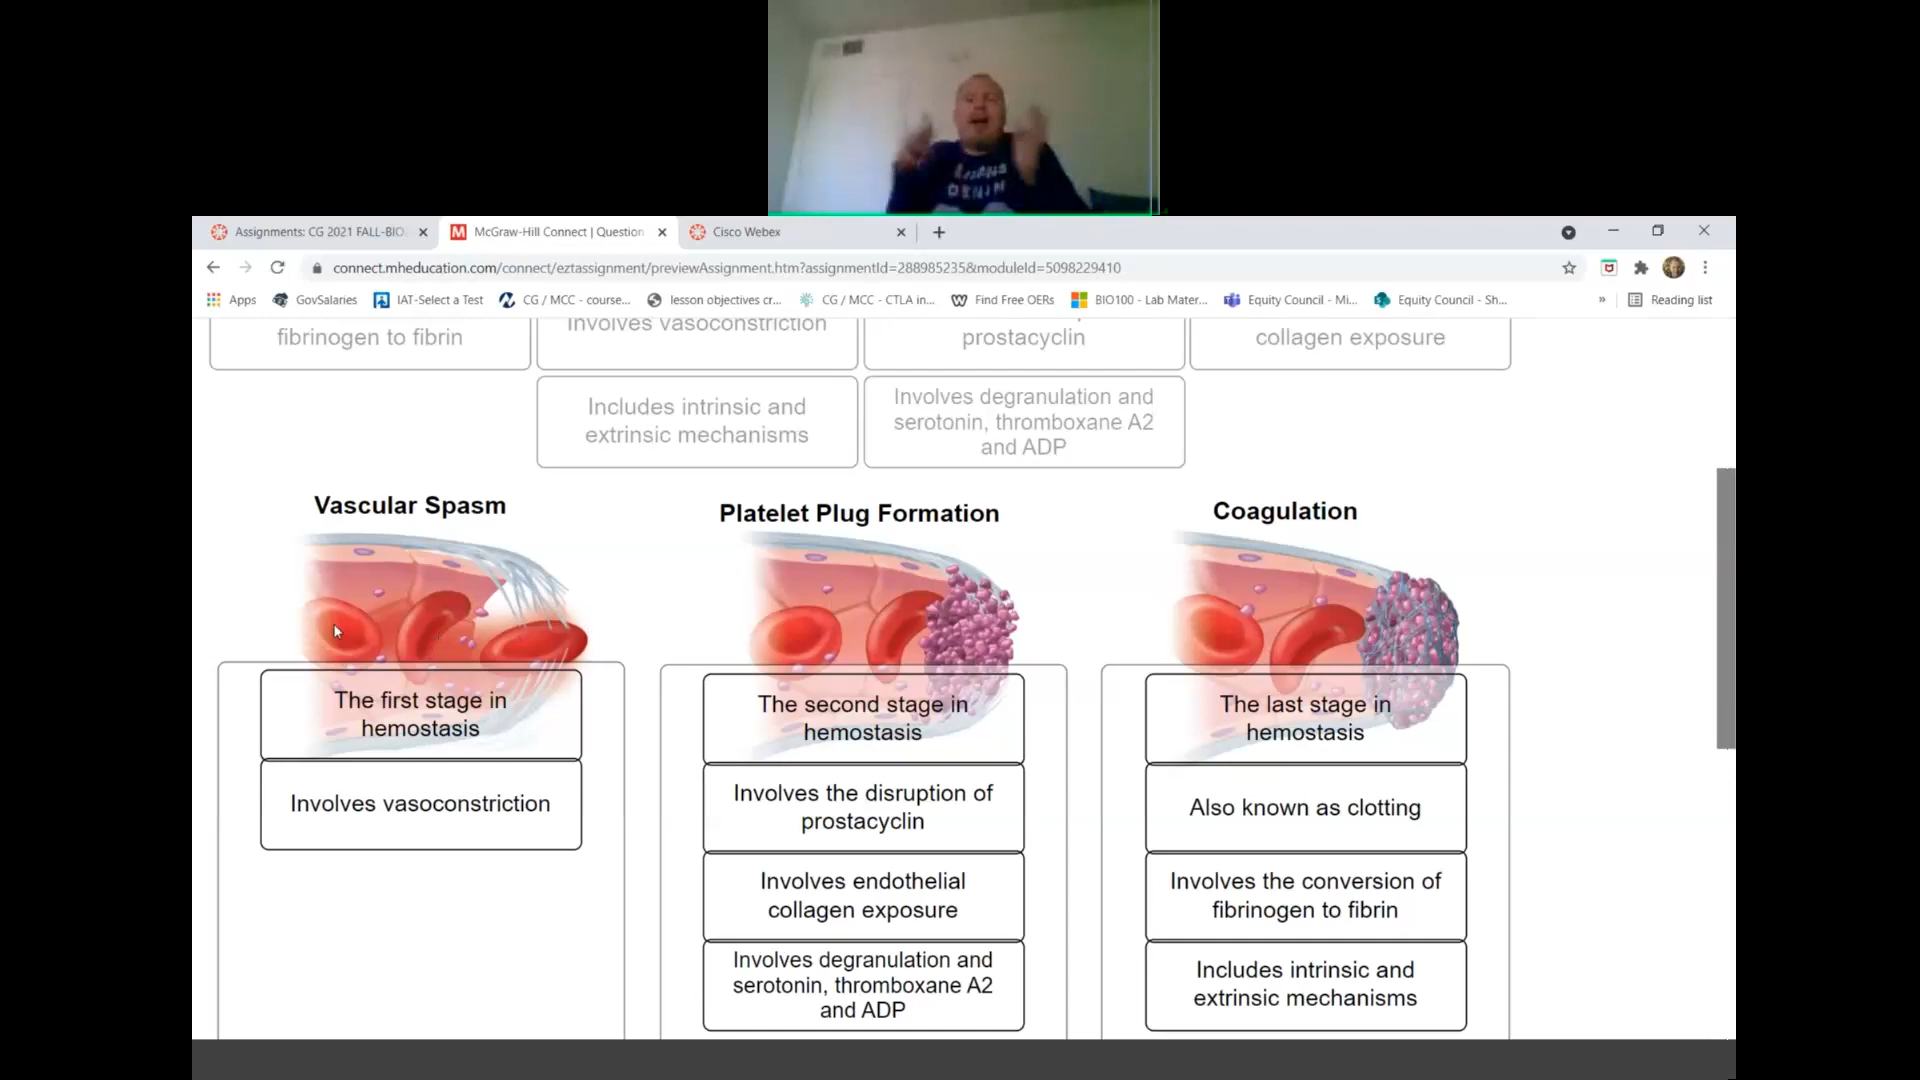 DENIM
Assignments: CG 2021 FALL-BIO
McGraw-Hill Connect | Question
Cisco Webex
connect.mheducation.com/connect/eztassignment/previewAssignment.htm?assignmentId=288985235&moduleId=5098229410
Apps
GovSalaries
IAT-Select a Test
CG / MCC - course...
lesson objectives cr...
CG / MCC - CTLA in...
Find Free OERs
BIO100 - Lab Mater...
Equity Council - Mi...
Equity Council - Sh...
»
Reading list
fibrinogen to fibrin
Involves vasoconstriction
prostacyclin
collagen exposure
Includes intrinsic and
extrinsic mechanisms
Involves degranulation and
serotonin, thromboxane A2
and ADP
Vascular Spasm
The first stage in
hemostasis
Involves vasoconstriction
Platelet Plug Formation
The second stage in
hemostasis
Involves the disruption of
prostacyclin
Involves endothelial
collagen exposure
Involves degranulation and
serotonin, thromboxane A2
and ADP
Coagulation
The last stage in
hemostasis
Also known as clotting
Involves the conversion of
fibrinogen to fibrin
Includes intrinsic and
extrinsic mechanisms